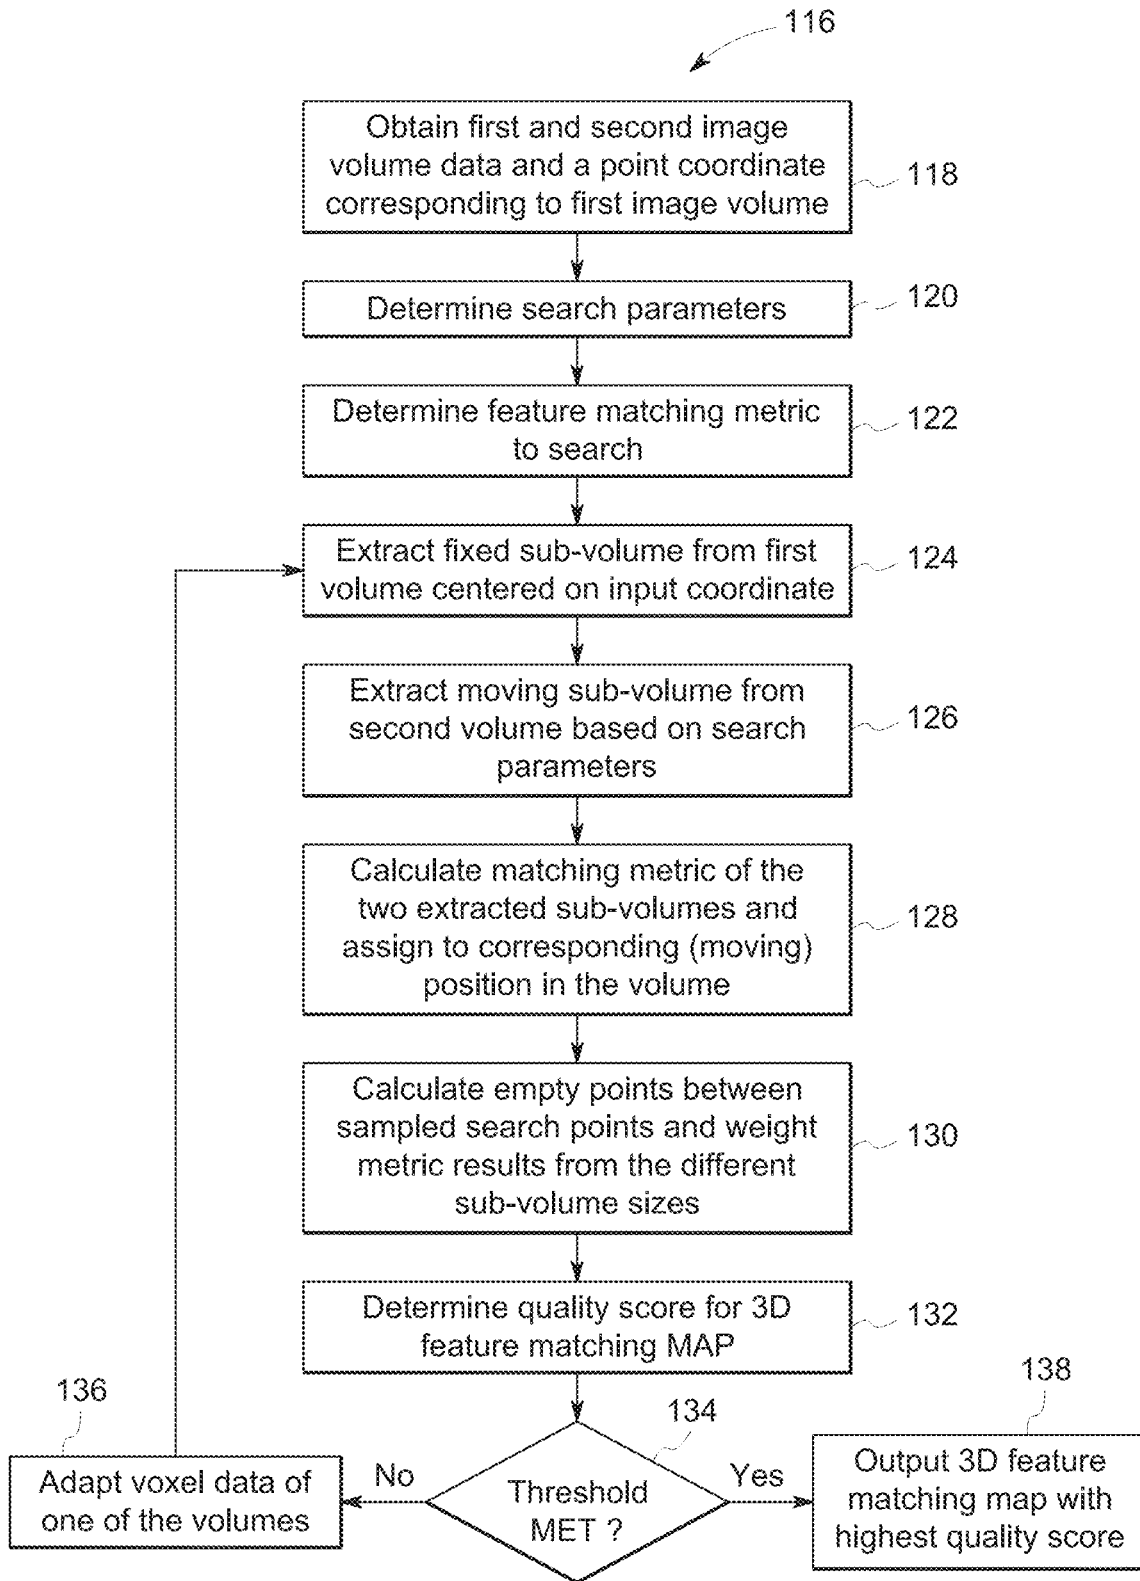 116
Obtain first and second image
volume data and a point coordinate
corresponding to first image volume
118
Determine search parameters
120
Determine feature matching metric
to search
122
Extract fixed sub-volume from first
volume centered on input coordinate
124
Extract moving sub-volume from
second volume based on search
parameters
126
Calculate matching metric of the
two extracted sub-volumes and
assign to corresponding (moving)
position in the volume
128
Calculate empty points between
sampled search points and weight
metric results from the different
sub-volume sizes
130
Determine quality score for 3D
feature matching MAP
132
134
Threshold
MET ?
No
136
Adapt voxel data of
one of the volumes
Yes
138
Output 3D feature
matching map with
highest quality score